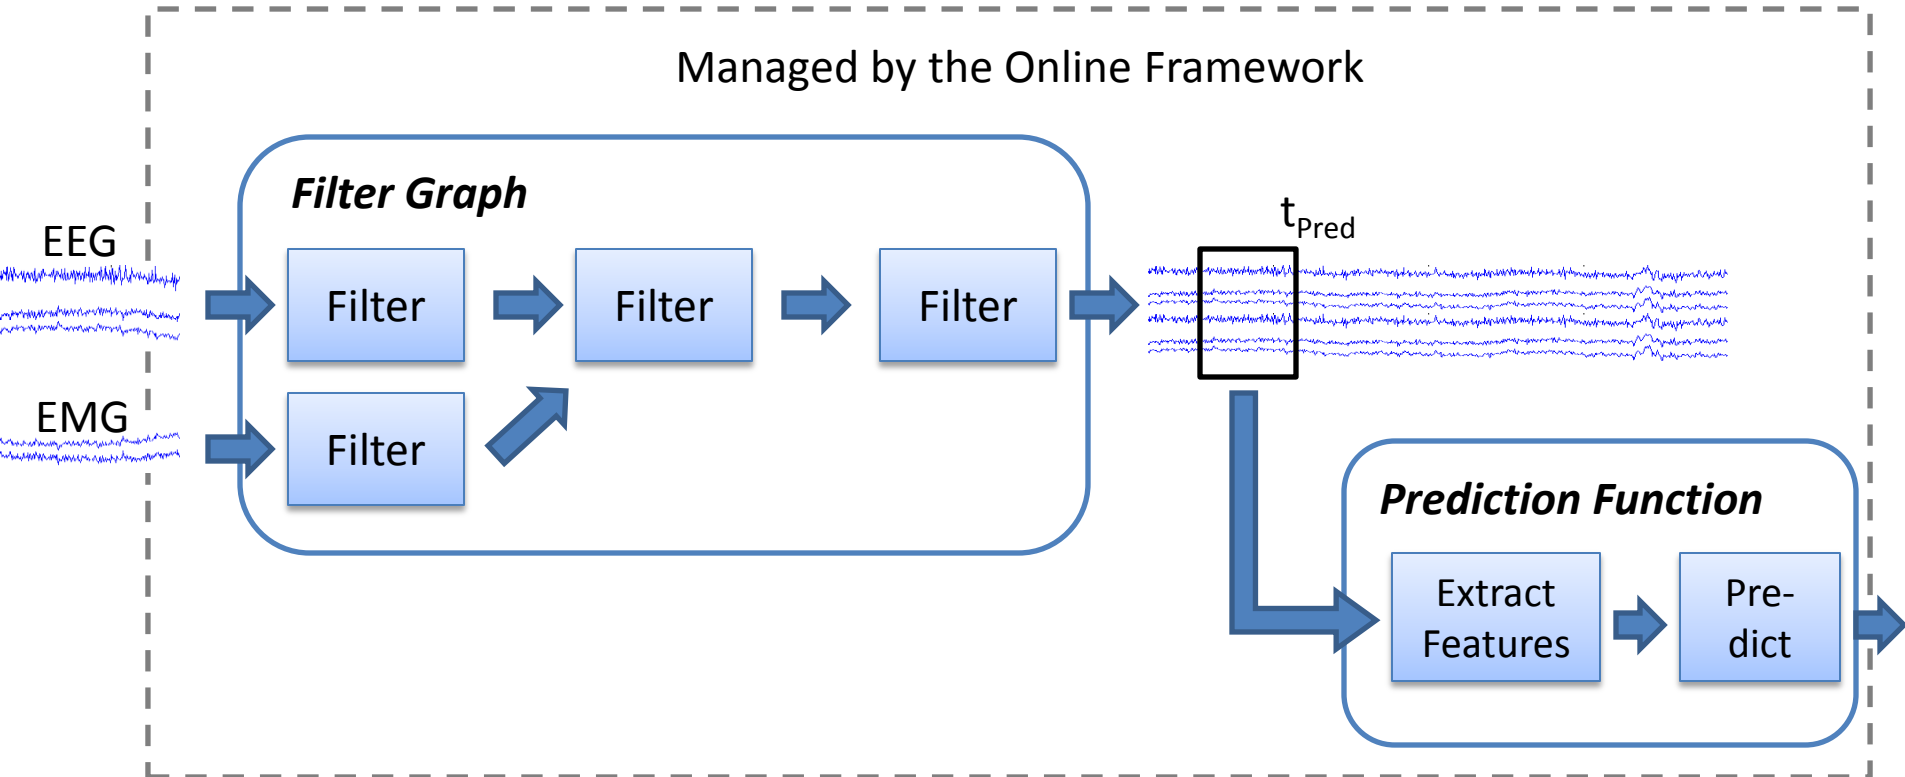 Managed by the Online Framework
Filter Graph
EEG
Filter
Filter
Filter
t_Pred
EMG
Filter
Prediction Function
Extract
Features
Pre-
dict